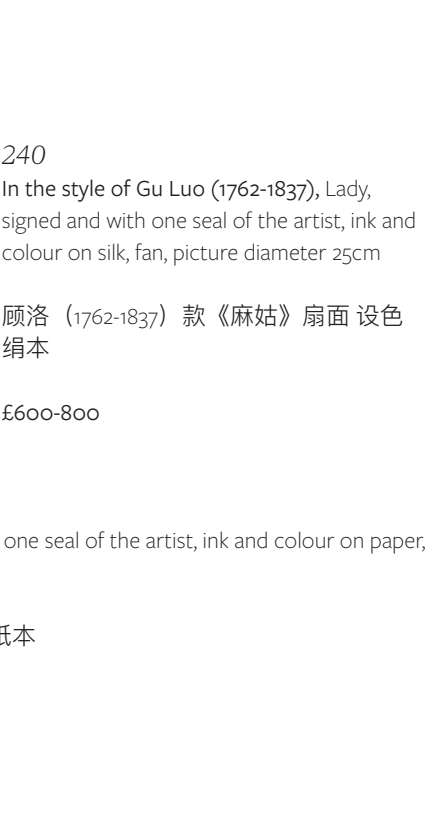 240
In the style of Gu Luo (1762-1837), Lady,
signed and with one seal of the artist, ink and
colour on silk, fan, picture diameter 25cm
顾洛（1762-1837）款《麻姑》扇面 设色
绢本
£600-800
one seal of the artist, ink and colour on paper,
纸本